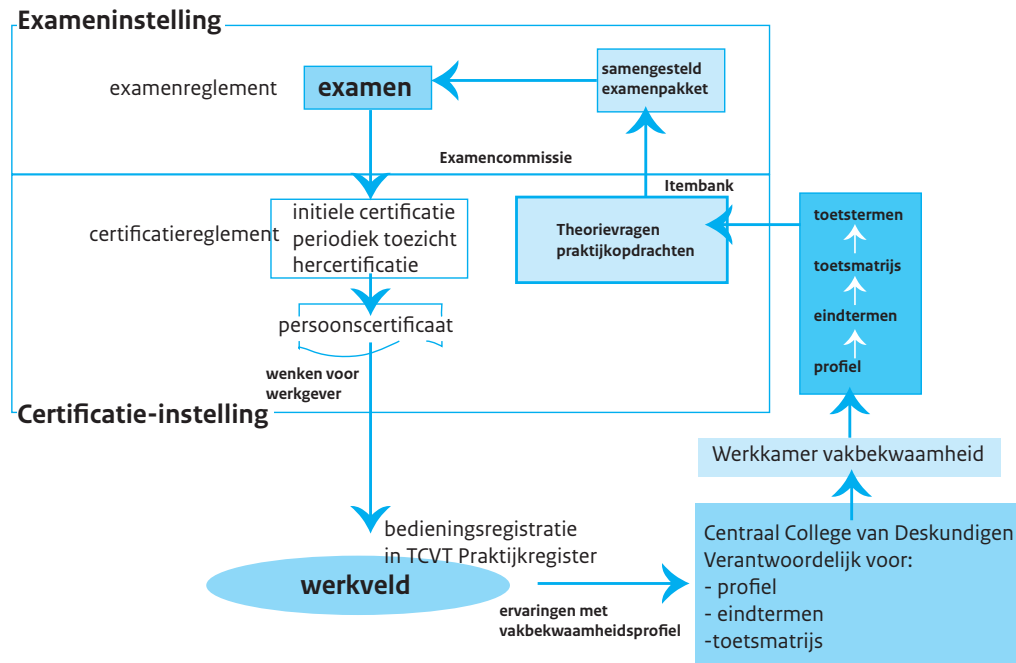 Exameninstelling
examenreglement
examen
samengesteld
examenpakket
Examencommissie
Itembank
certificatiereglement
initiele certificatie
periodiek toezicht
hercertificatie
Theorievragen
praktijkopdrachten
toetstermen
toetsmatrijs
eindtermen
profiel
persoonscertificaat
wenken voor
werkgever
Certificatie-instelling
Werkkamer vakbekwaamheid
bedieningsregistratie
in TCVT Praktijkregister
werkveld
ervaringen met
vakbekwaamheidsprofiel
Centraal College van Deskundigen
Verantwoordelijk voor:
- profiel
- eindtermen
-toetsmatrijs